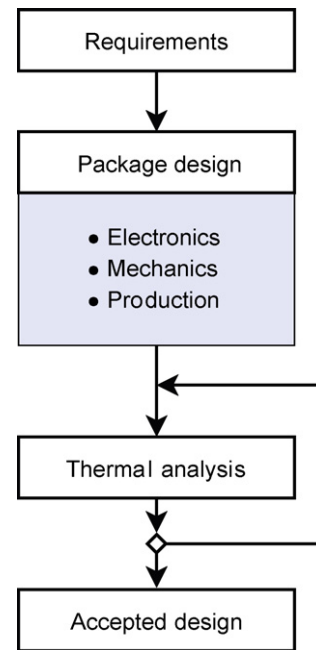 Requirements
Package design
● Electronics
● Mechanics
● Production
Thermal analysis
Accepted design